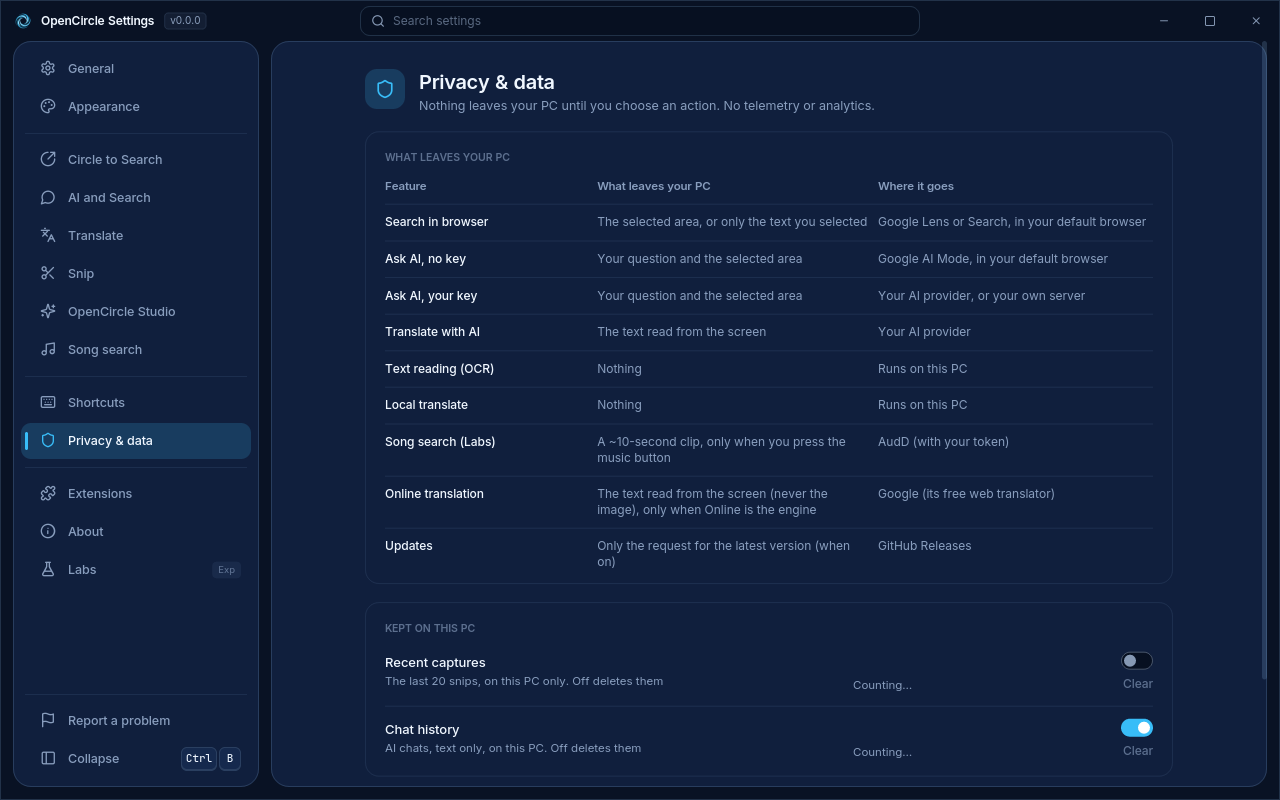 OpenCircle Settings v0.0.0 Search settings
General
Appearance
Circle to Search
AI and Search
Translate
Snip
OpenCircle Studio
Song search
Shortcuts
Privacy & data
Extensions
About
Labs Exp
Report a problem
Collapse Ctrl B
Privacy & data
Nothing leaves your PC until you choose an action. No telemetry or analytics.
WHAT LEAVES YOUR PC
Feature What leaves your PC Where it goes
Search in browser The selected area, or only the text you selected Google Lens or Search, in your default browser
Ask AI, no key Your question and the selected area Google AI Mode, in your default browser
Ask AI, your key Your question and the selected area Your AI provider, or your own server
Translate with AI The text read from the screen Your AI provider
Text reading (OCR) Nothing Runs on this PC
Local translate Nothing Runs on this PC
Song search (Labs) A ~10-second clip, only when you press the AudD (with your token)
music button
Online translation The text read from the screen (never the Google (its free web translator)
image), only when Online is the engine
Updates Only the request for the latest version (when GitHub Releases
on)
KEPT ON THIS PC
Recent captures
The last 20 snips, on this PC only. Off deletes them Counting... Clear
Chat history
AI chats, text only, on this PC. Off deletes them Counting... Clear